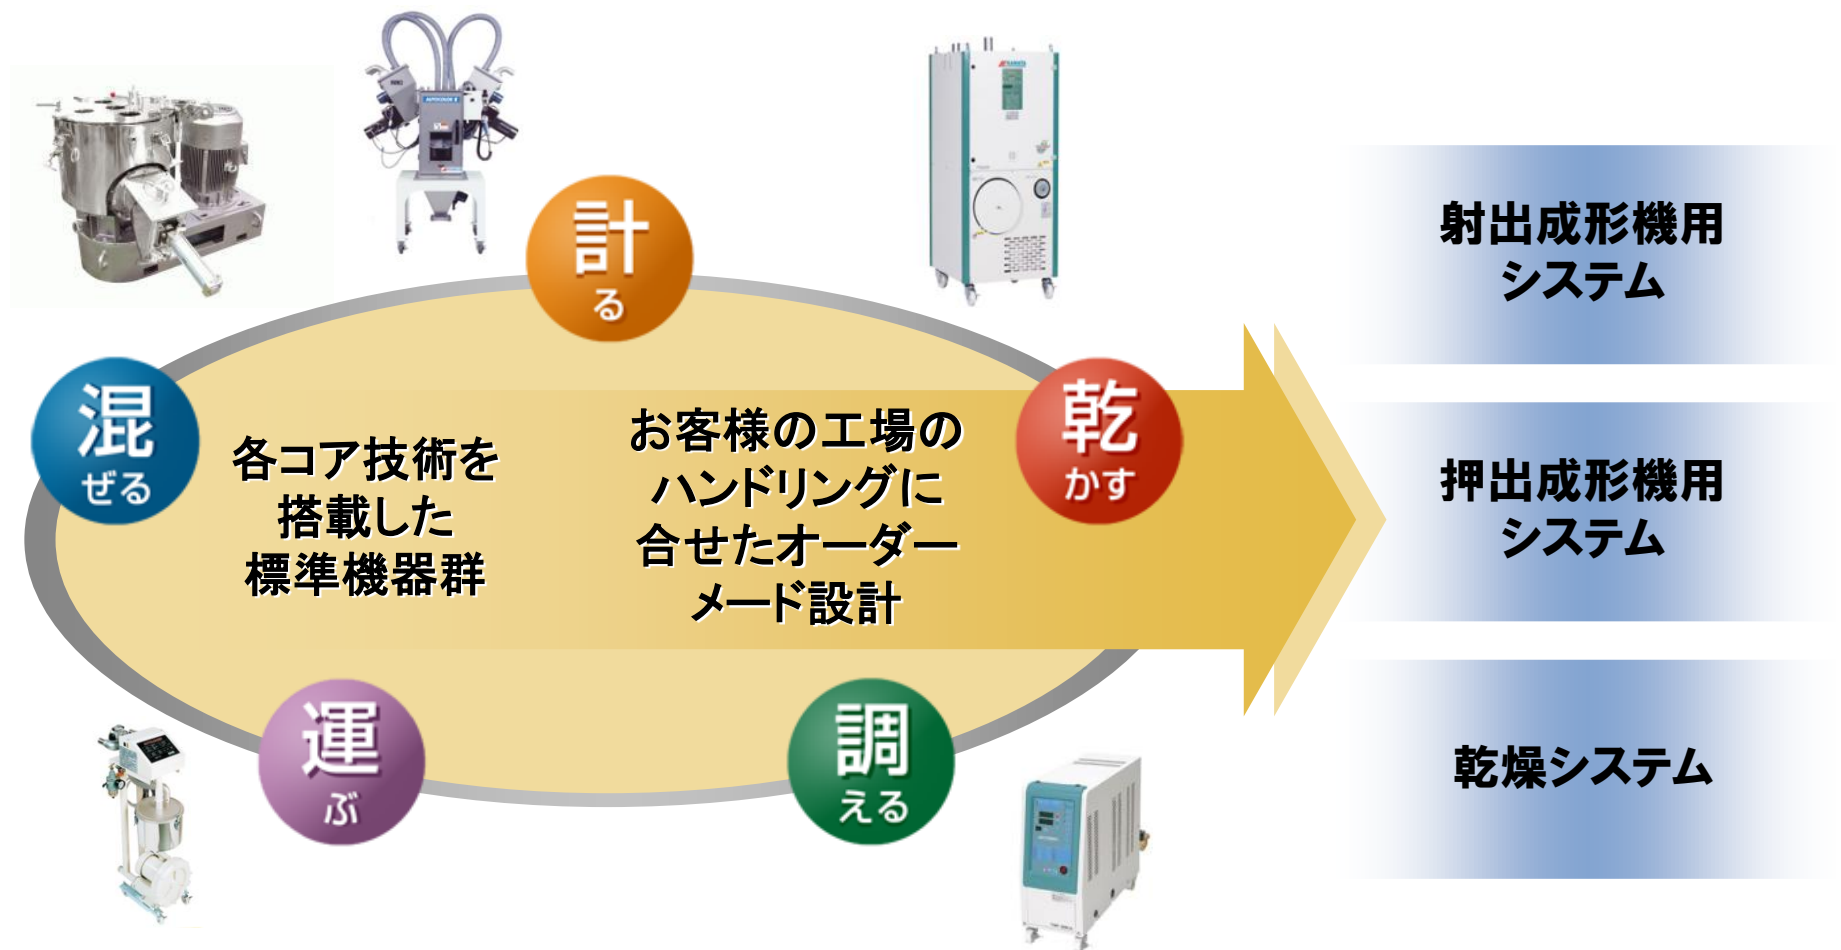 計
る
混
ぜる
乾
かす
各コア技術を
搭載した
標準機器群
お客様の工場の
ハンドリングに
合せたオーダー
メード設計
運
ぶ
調
える
射出成形機用
システム
押出成形機用
システム
乾燥システム